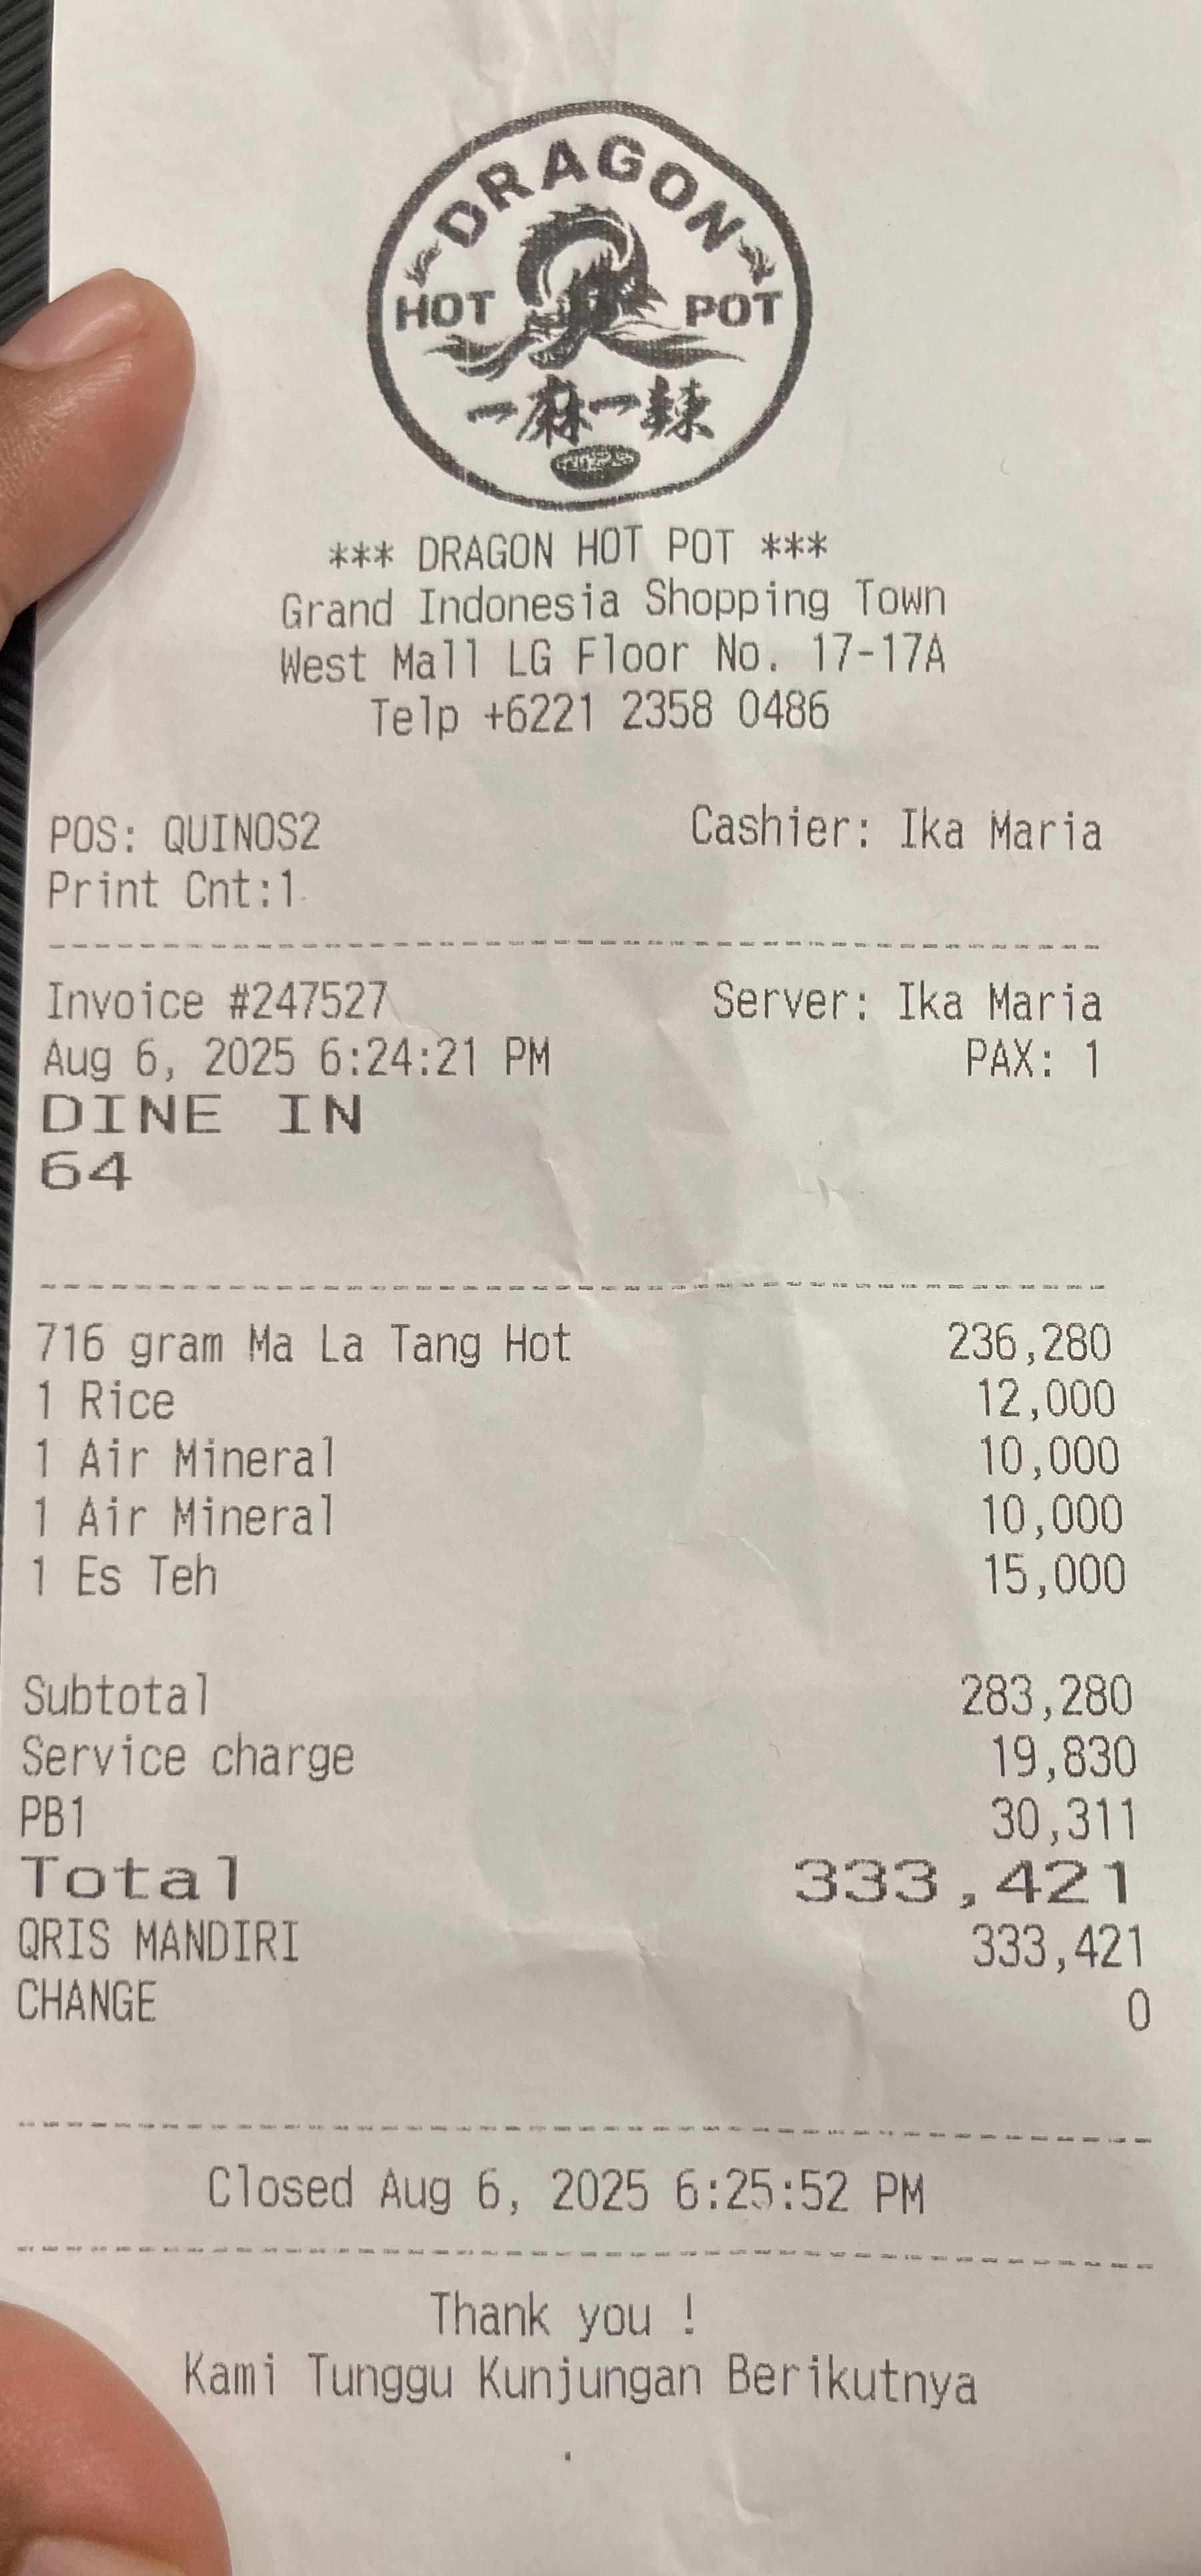 DRAGON
HOT POT
一麻一辣
*** DRAGON HOT POT ***
Grand Indonesia Shopping Town
West Mall LG Floor No. 17-17A
Telp +6221 2358 0486
POS: QUINOS2 Cashier: Ika Maria
Print Cnt:1
Invoice #247527 Server: Ika Maria
Aug 6, 2025 6:24:21 PM PAX: 1
DINE IN
64
716 gram Ma La Tang Hot 236,280
1 Rice 12,000
1 Air Mineral 10,000
1 Air Mineral 10,000
1 Es Teh 15,000
Subtotal 283,280
Service charge 19,830
PB1 30,311
Total 333,421
QRIS MANDIRI 333,421
CHANGE 0
Closed Aug 6, 2025 6:25:52 PM
Thank you !
Kami Tunggu Kunjungan Berikutnya
.